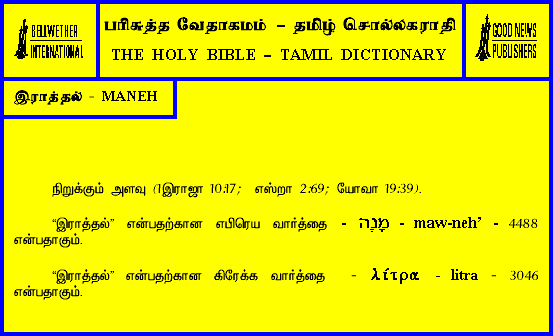 BELLWETHER
INTERNATIONAL
பரிசுத்த வேதாகமம் – தமிழ் சொல்லகராதி
THE HOLY BIBLE – TAMIL DICTIONARY
GOOD NEWS
PUBLISHERS
இராத்தல் - MANEH
நிறுக்கும் அளவு (1இராஜா 10:17; எஸ்றா 2:69; யோவா 19:39).
“இராத்தல்” என்பதற்கான எபிரெய வார்த்தை - מָנֶה - maw-neh’ - 4488
என்பதாகும்.
“இராத்தல்” என்பதற்கான கிரேக்க வார்த்தை - λίτρα - litra - 3046
என்பதாகும்.